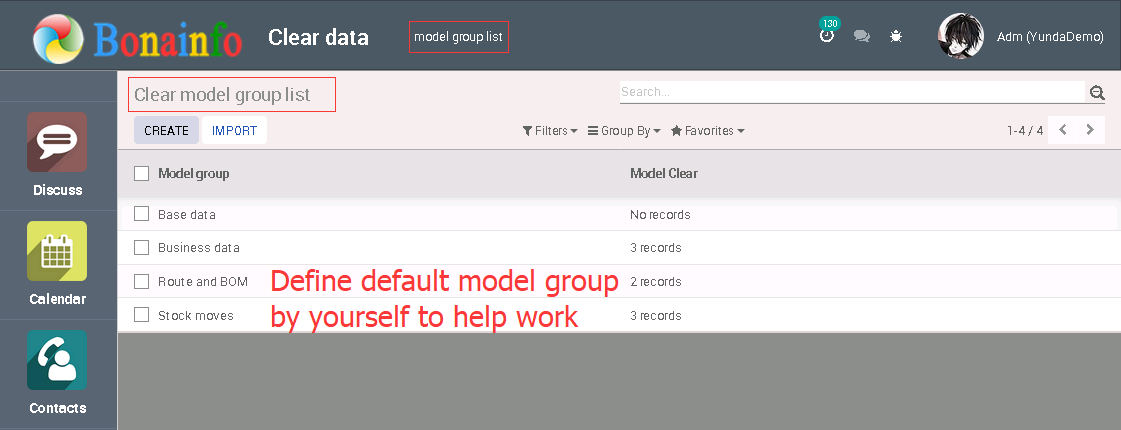 Bonainfo Clear data model group list 130 Adm (YundaDemo)
Clear model group list Search...
CREATE IMPORT Filters Group By Favorites 1-4 / 4
Model group Model Clear
Base data No records
Business data 3 records
Route and BOM 2 records
Stock moves 3 records
Define default model group
by yourself to help work
Discuss
Calendar
Contacts